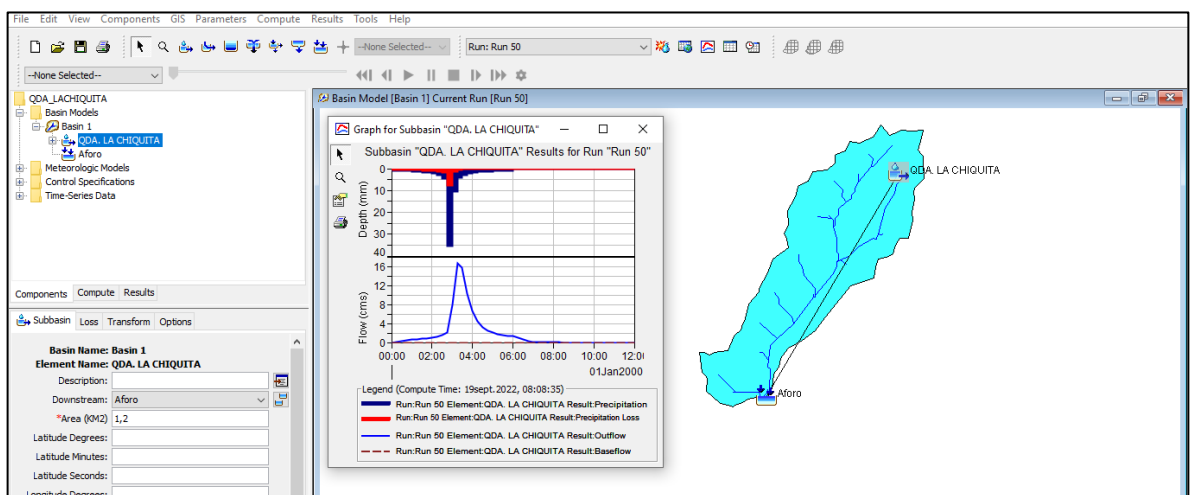 File Edit View Components GIS Parameters Compute Results Tools Help
--None Selected-- Run: Run 50
--None Selected--
QDA_LACHIQUITA
Basin Models
Basin 1
QDA. LA CHIQUITA
Aforo
Meteorologic Models
Control Specifications
Time-Series Data
Components Compute Results
Subbasin Loss Transform Options
Basin Name: Basin 1
Element Name: QDA. LA CHIQUITA
Description:
Downstream: Aforo
*Area (KM2) 1,2
Latitude Degrees:
Latitude Minutes:
Latitude Seconds:
Longitude Degrees:
Basin Model [Basin 1] Current Run [Run 50]
Graph for Subbasin "QDA. LA CHIQUITA"
Subbasin "QDA. LA CHIQUITA" Results for Run "Run 50"
Depth (mm)
0
10
20
30
40
Flow (cms)
16
12
8
4
0
00:00 02:00 04:00 06:00 08:00 10:00 12:0
01Jan2000
Legend (Compute Time: 19sept.2022, 08:08:35)
Run:Run 50 Element:QDA. LA CHIQUITA Result:Precipitation
Run:Run 50 Element:QDA. LA CHIQUITA Result:Precipitation Loss
Run:Run 50 Element:QDA. LA CHIQUITA Result:Outflow
Run:Run 50 Element:QDA. LA CHIQUITA Result:Baseflow
QDA. LA CHIQUITA
Aforo